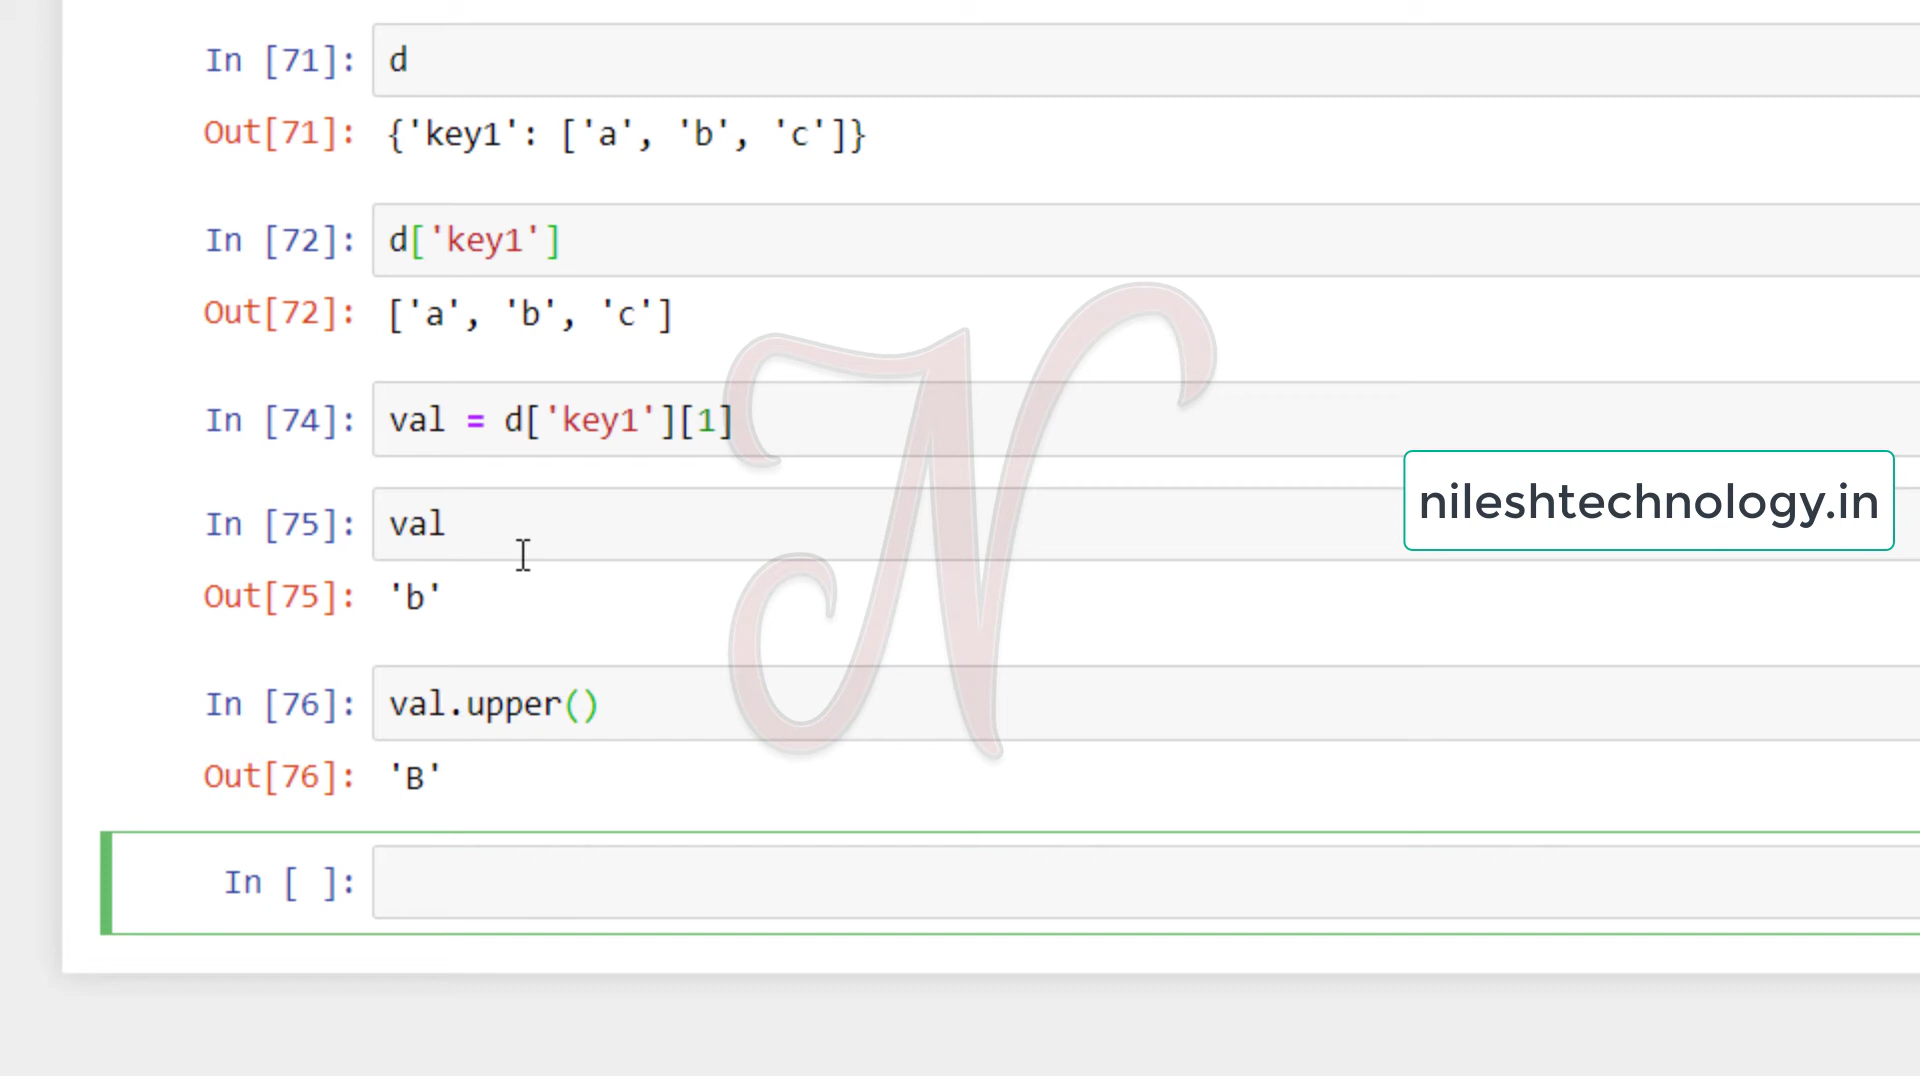 In [71]: d
Out[71]: {'key1': ['a', 'b', 'c']}
In [72]: d['key1']
Out[72]: ['a', 'b', 'c']
In [74]: val = d['key1'][1]
nileshtechnology.in
In [75]: val
Out[75]: 'b'
In [76]: val.upper()
Out[76]: 'B'
In [ ]:
N